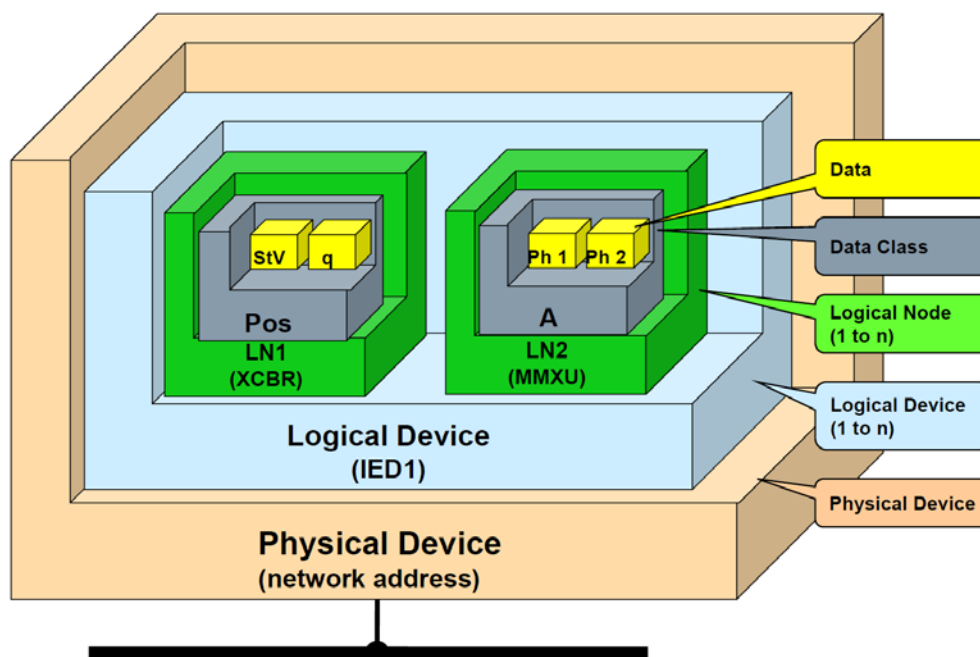 StV
q
Pos
LN1
(XCBR)
Ph 1
Ph 2
A
LN2
(MMXU)
Logical Device
(IED1)
Physical Device
(network address)
Data
Data Class
Logical Node
(1 to n)
Logical Device
(1 to n)
Physical Device